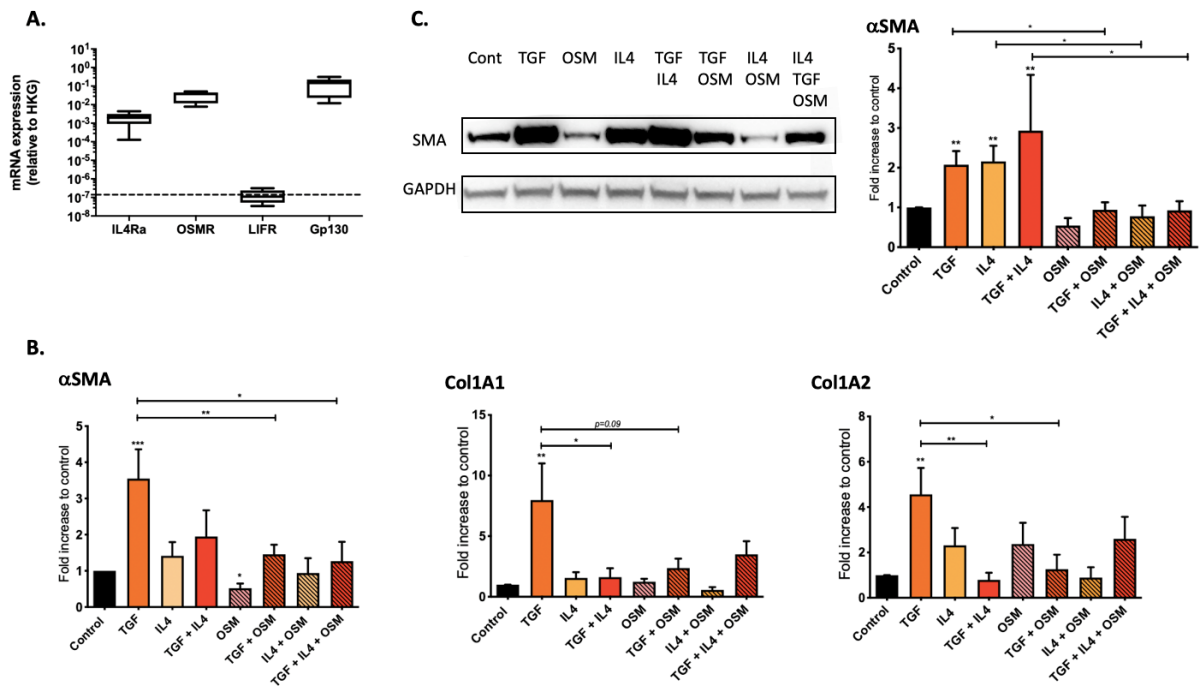 A.
mRNA expression
(relative to HKG)
10¹
10⁰
10⁻¹
10⁻²
10⁻³
10⁻⁴
10⁻⁵
10⁻⁶
10⁻⁷
10⁻⁸
IL4Ra OSMR LIFR Gp130
C.
Cont TGF OSM IL4 TGF TGF IL4 IL4
IL4 OSM OSM TGF
OSM
SMA
GAPDH
αSMA
Fold increase to control
5
4
3
2
1
0
*
*
*
** ** **
Control TGF IL4 TGF + IL4 OSM TGF + OSM IL4 + OSM TGF + IL4 + OSM
B.
αSMA
Fold increase to control
5
4
3
2
1
0
*
**
***
*
Control TGF IL4 TGF + IL4 OSM TGF + OSM IL4 + OSM TGF + IL4 + OSM
Col1A1
Fold increase to control
15
10
5
0
p=0.09
*
**
Control TGF IL4 TGF + IL4 OSM TGF + OSM IL4 + OSM TGF + IL4 + OSM
Col1A2
Fold increase to control
8
6
4
2
0
*
**
**
Control TGF IL4 TGF + IL4 OSM TGF + OSM IL4 + OSM TGF + IL4 + OSM